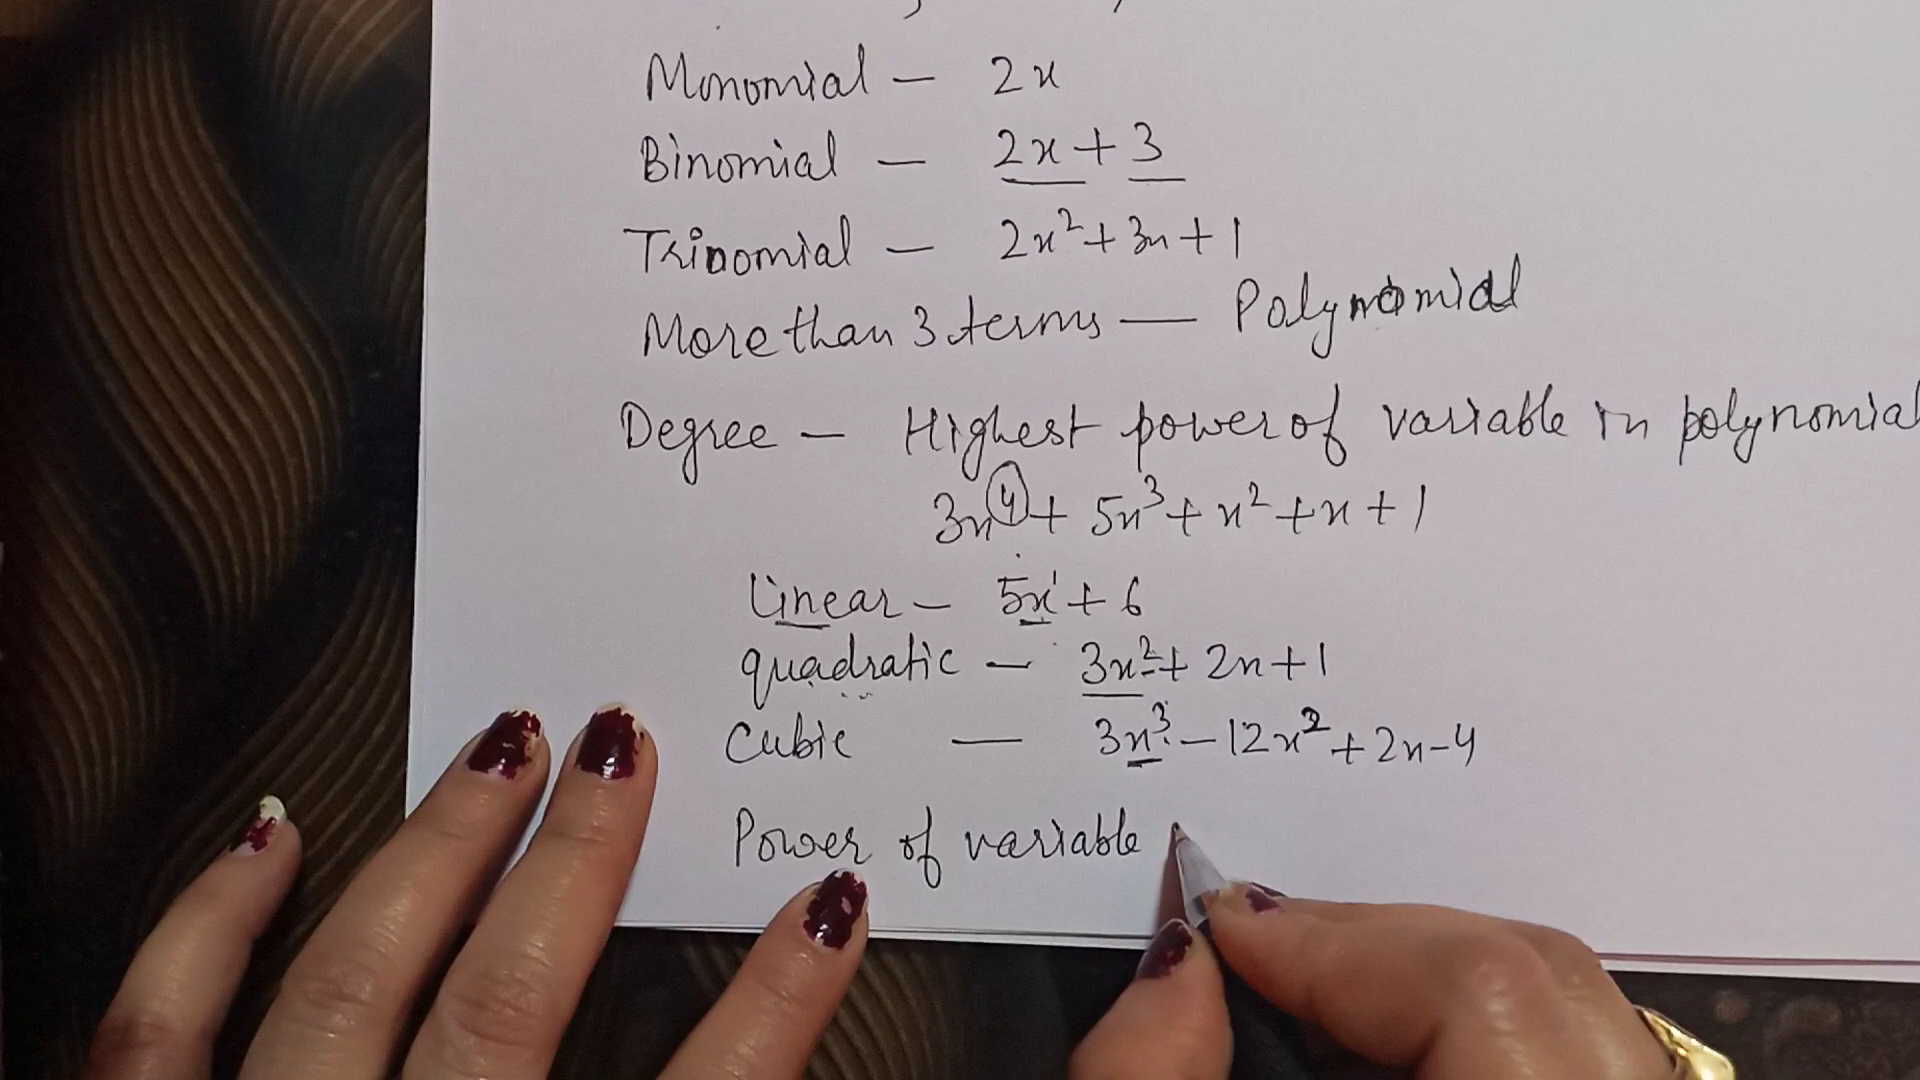 Monomial – 2x
Binomial – 2x + 3
Trinomial – 2x² + 3x + 1
More than 3 terms — Polynomial
Degree – Highest power of variable in polynomial
3x⁴ + 5x³ + x² + x + 1
Linear – 5x¹ + 6
quadratic – 3x² + 2x + 1
Cubic — 3x³ – 12x² + 2x – 4
Power of variable